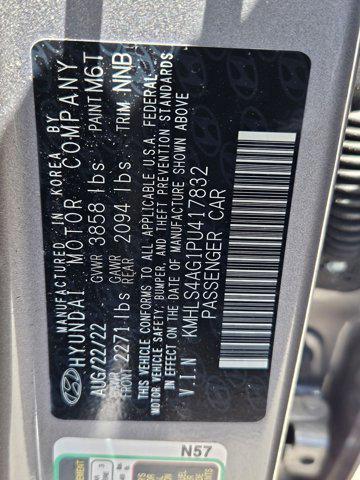 MANUFACTURED IN KOREA BY
HYUNDAI MOTOR COMPANY
AUG/22/22 GVWR 3858 lbs PAINT M6T
GAWR FRONT 2271 lbs GAWR REAR 2094 lbs. TRIM NNB
THIS VEHICLE CONFORMS TO ALL APPLICABLE U.S.A. FEDERAL
MOTOR VEHICLE SAFETY, BUMPER, AND THEFT PREVENTION STANDARDS
IN EFFECT ON THE DATE OF MANUFACTURE SHOWN ABOVE
V.I.N KMHLS4AG1PU417832
PASSENGER CAR
N57